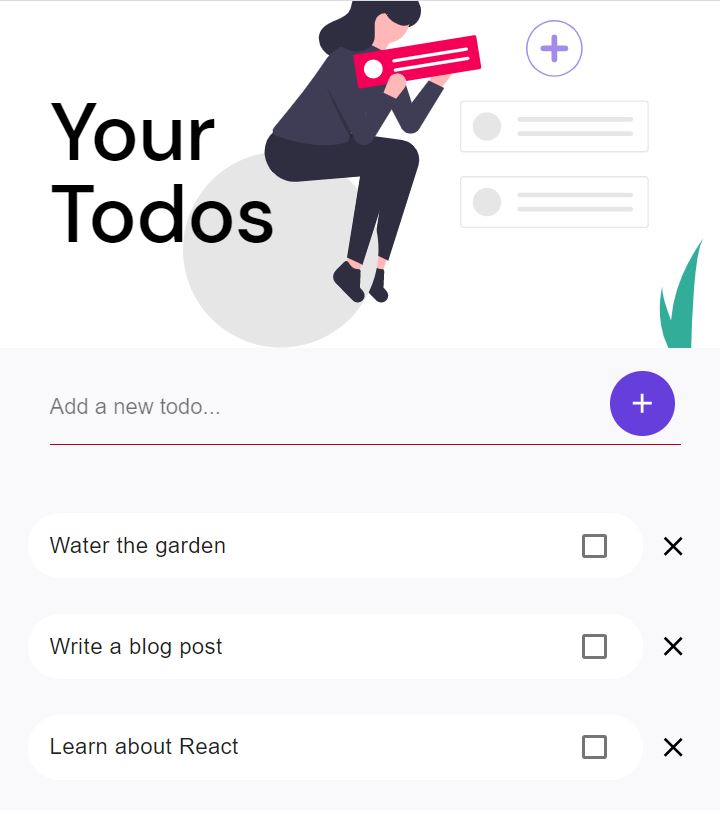 Your
Todos
Add a new todo...
Water the garden
Write a blog post
Learn about React